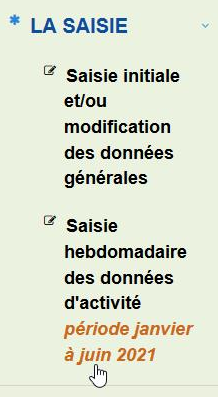 LA SAISIE
Saisie initiale
et/ou
modification
des données
générales
Saisie
hebdomadaire
des données
d'activité
période janvier
à juin 2021